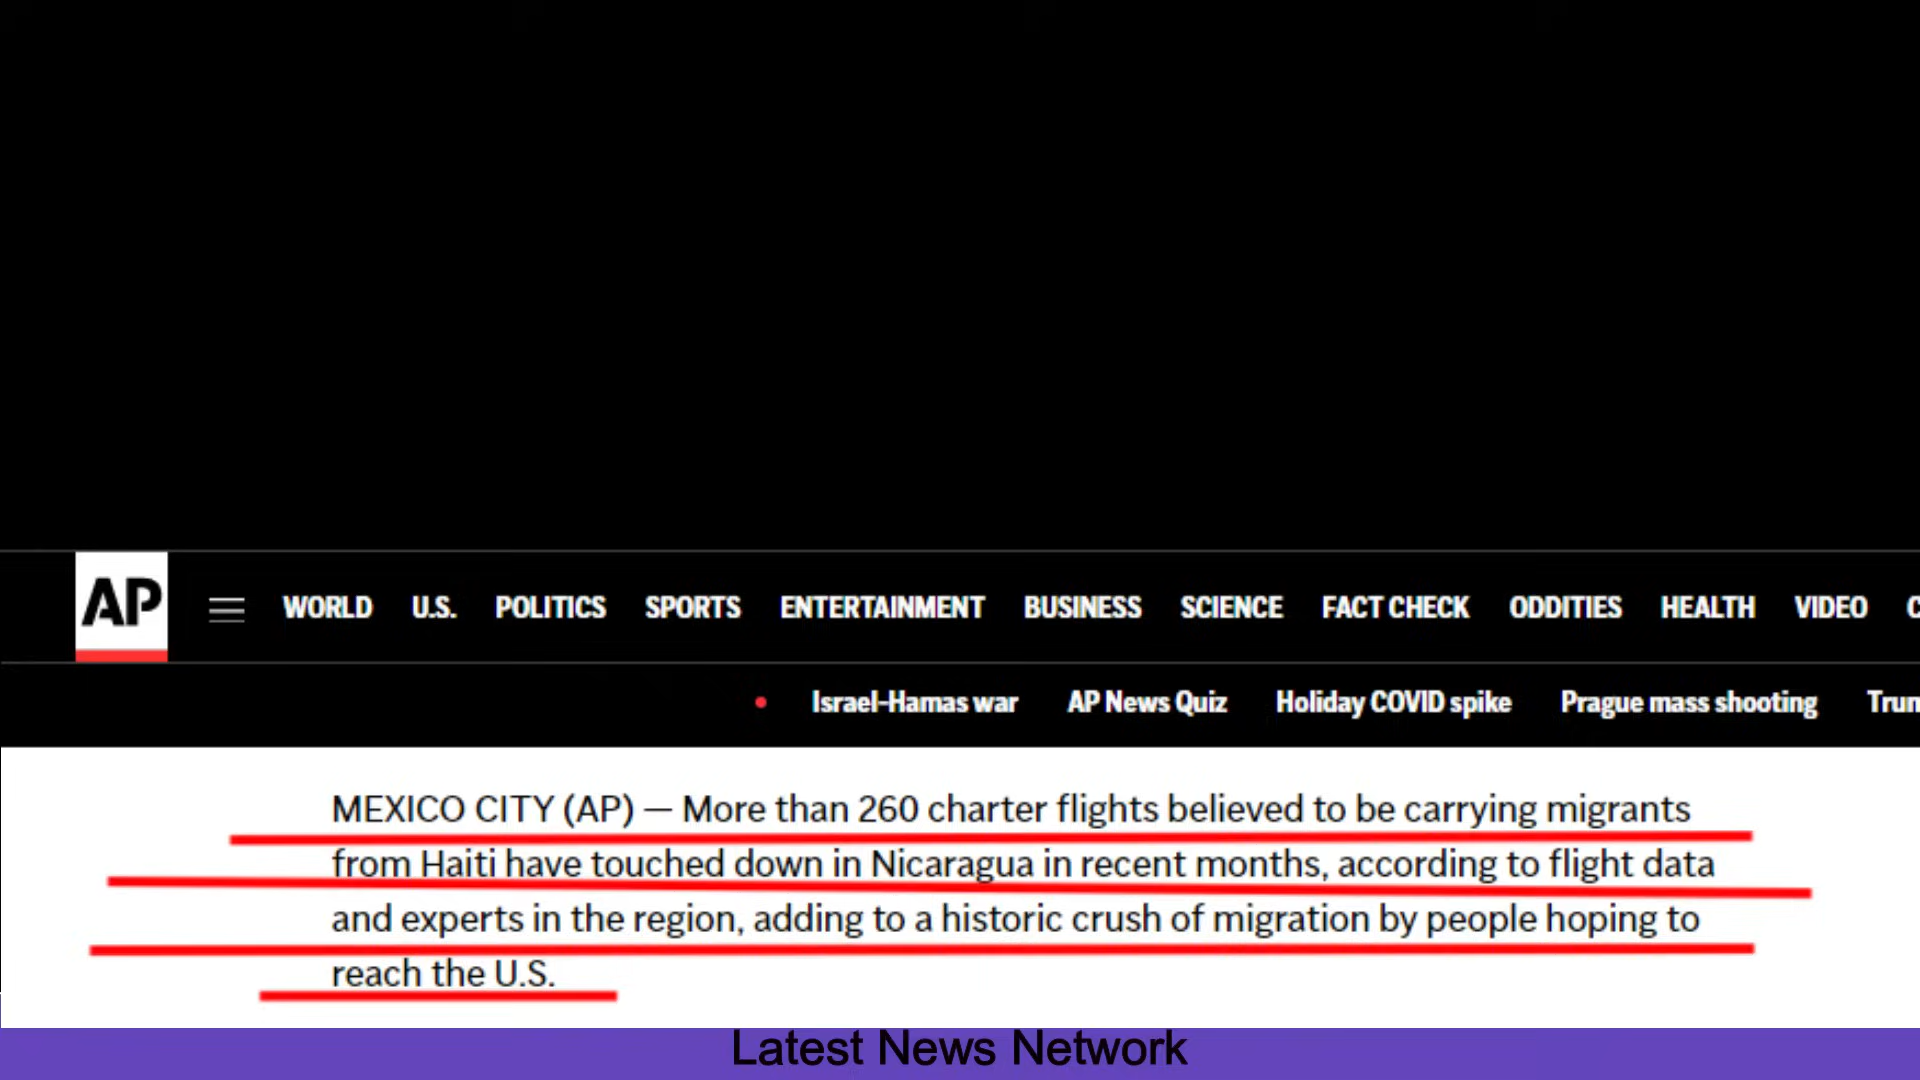 AP
WORLD U.S. POLITICS SPORTS ENTERTAINMENT BUSINESS SCIENCE FACT CHECK ODDITIES HEALTH VIDEO
Israel-Hamas war AP News Quiz Holiday COVID spike Prague mass shooting
MEXICO CITY (AP) — More than 260 charter flights believed to be carrying migrants
from Haiti have touched down in Nicaragua in recent months, according to flight data
and experts in the region, adding to a historic crush of migration by people hoping to
reach the U.S.
Latest News Network